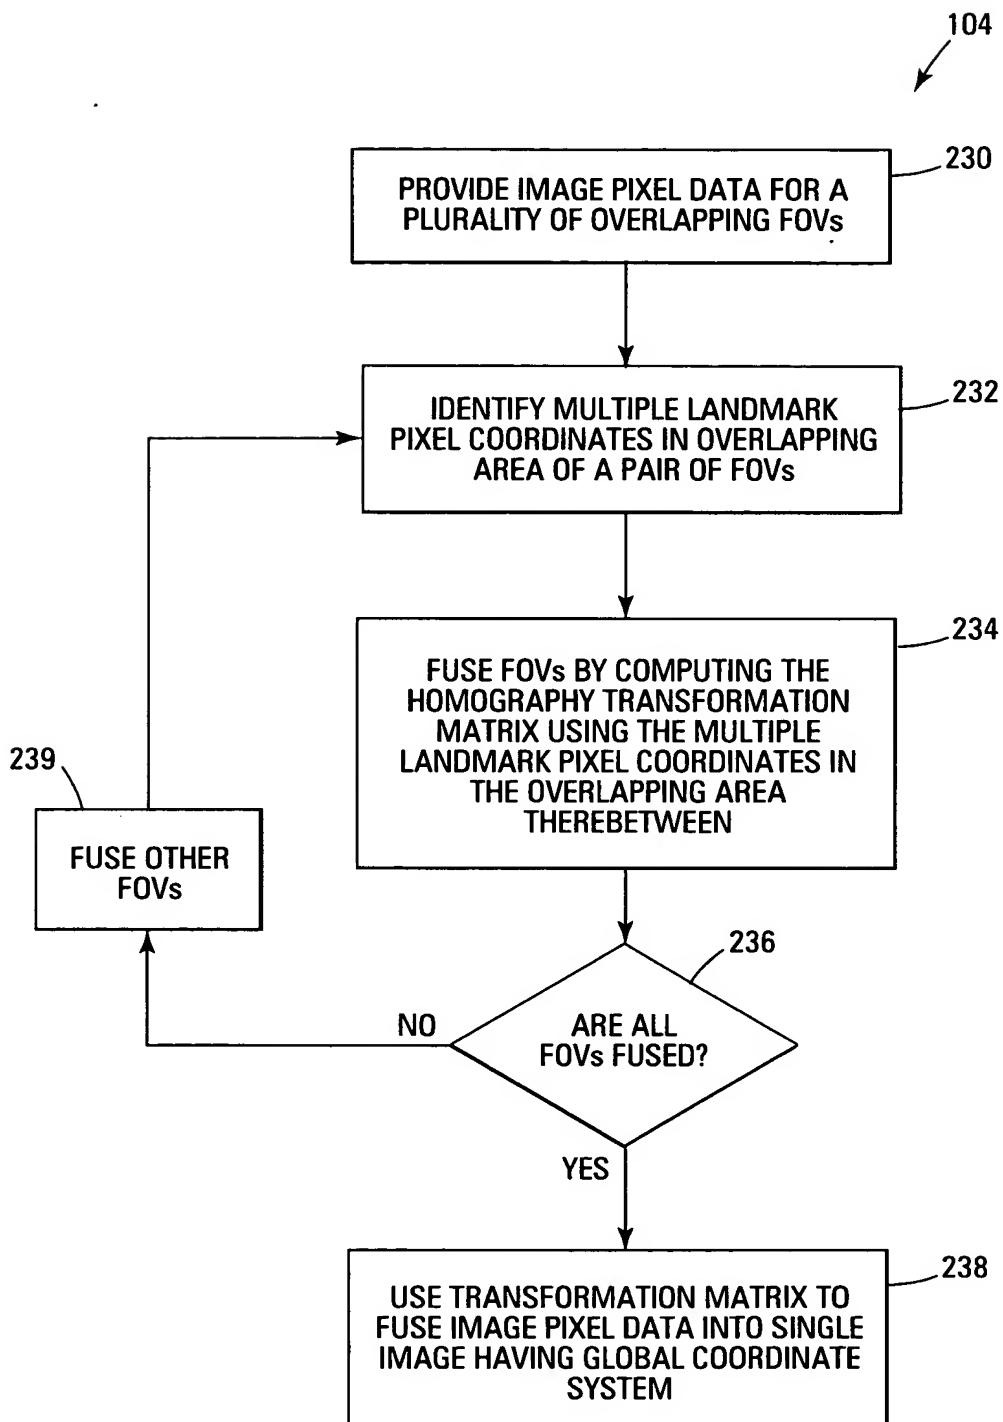 104
230
PROVIDE IMAGE PIXEL DATA FOR A
PLURALITY OF OVERLAPPING FOVs
232
IDENTIFY MULTIPLE LANDMARK
PIXEL COORDINATES IN OVERLAPPING
AREA OF A PAIR OF FOVs
234
FUSE FOVs BY COMPUTING THE
HOMOGRAPHY TRANSFORMATION
MATRIX USING THE MULTIPLE
LANDMARK PIXEL COORDINATES IN
THE OVERLAPPING AREA
THEREBETWEEN
239
FUSE OTHER
FOVs
236
NO
ARE ALL
FOVs FUSED?
YES
238
USE TRANSFORMATION MATRIX TO
FUSE IMAGE PIXEL DATA INTO SINGLE
IMAGE HAVING GLOBAL COORDINATE
SYSTEM